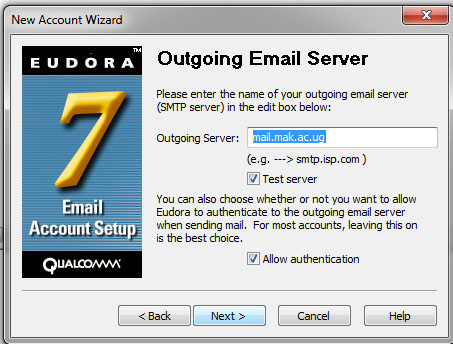 New Account Wizard
EUDORA™
7
Email
Account Setup
QUALCOMM
Outgoing Email Server
Please enter the name of your outgoing email server
(SMTP server) in the edit box below:
Outgoing Server: mail.mak.ac.ug
(e.g. ---> smtp.isp.com )
Test server
You can also choose whether or not you want to allow
Eudora to authenticate to the outgoing email server
when sending mail. For most accounts, leaving this on
is the best choice.
Allow authentication
< Back Next > Cancel Help